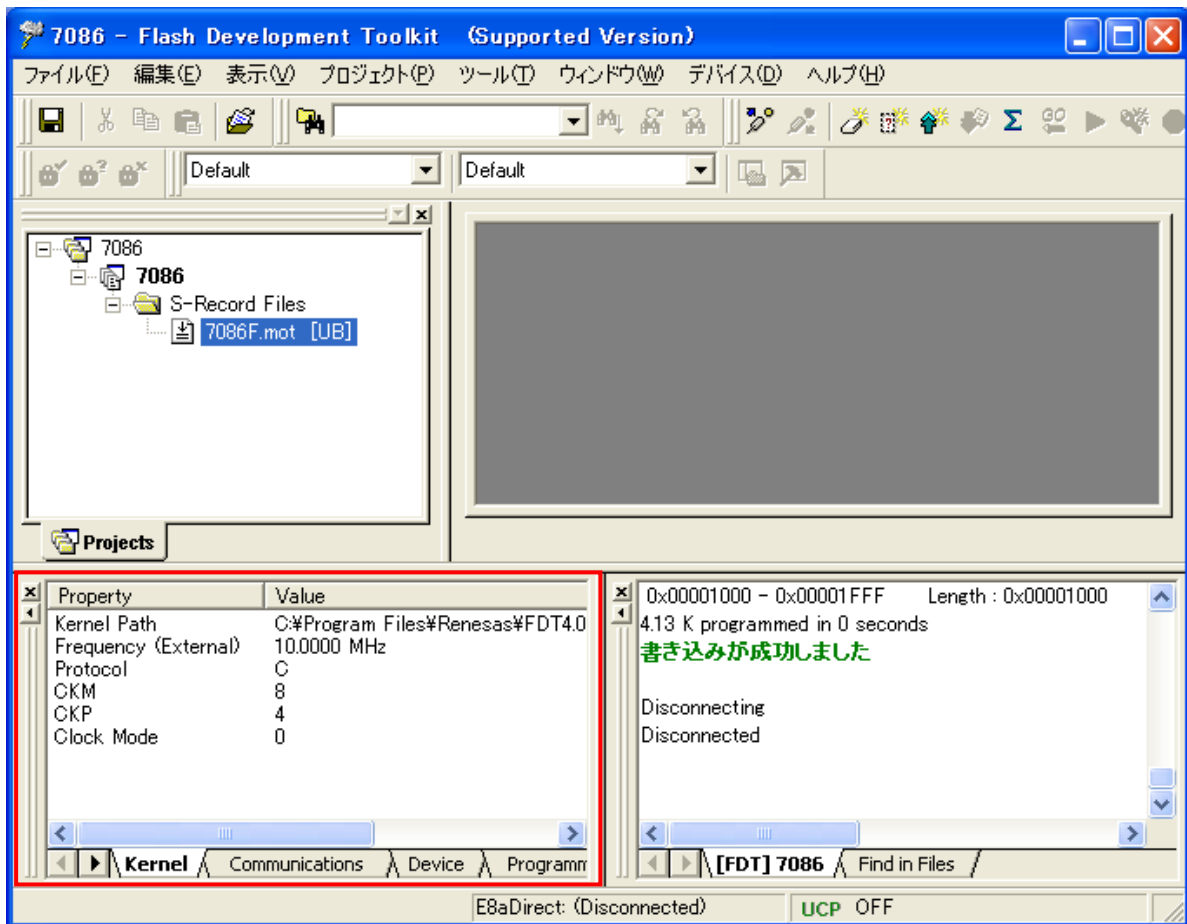 7086 - Flash Development Toolkit (Supported Version)
ファイル(F) 編集(E) 表示(V) プロジェクト(P) ツール(T) ウィンドウ(W) デバイス(D) ヘルプ(H)
GO
Default Default
7086
7086
S-Record Files
7086F.mot [UB]
Projects
Property Value
Kernel Path C:¥Program Files¥Renesas¥FDT4.0
Frequency (External) 10.0000 MHz
Protocol C
CKM 8
CKP 4
Clock Mode 0
Kernel Communications Device Programm
0x00001000 - 0x00001FFF Length : 0x00001000
4.13 K programmed in 0 seconds
書き込みが成功しました
Disconnecting
Disconnected
[FDT] 7086 Find in Files
E8aDirect: (Disconnected) UCP OFF